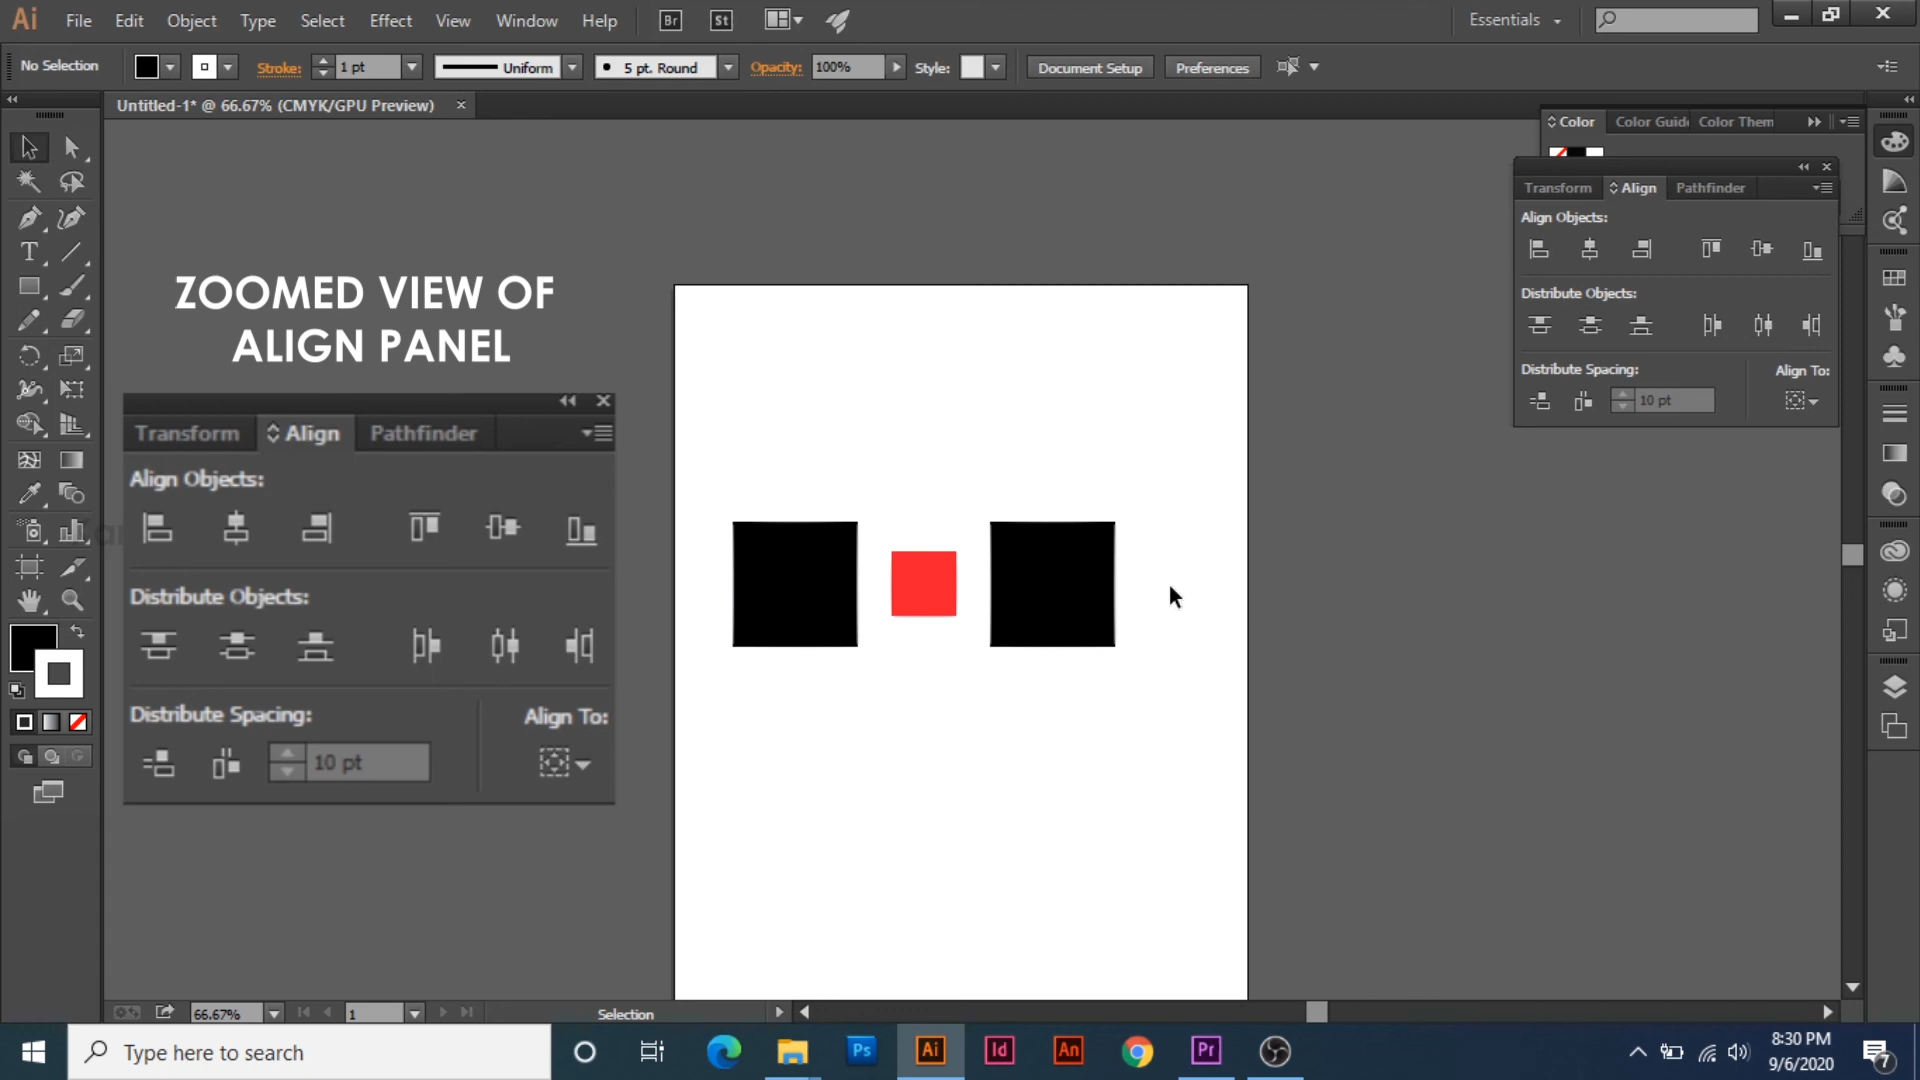 Ai File Edit Object Type Select Effect View Window Help Br St Essentials
No Selection Stroke: 1 pt Uniform 5 pt. Round Opacity: 100% Style: Document Setup Preferences
Untitled-1* @ 66.67% (CMYK/GPU Preview)
Color Color Guid Color Them
Transform Align Pathfinder
Align Objects:
Distribute Objects:
Distribute Spacing: Align To:
10 pt
ZOOMED VIEW OF
ALIGN PANEL
Transform Align Pathfinder
Align Objects:
Distribute Objects:
Distribute Spacing: Align To:
10 pt
66.67% 1 Selection
Type here to search Ps Ai Id An Pr 8:30 PM
9/6/2020 7